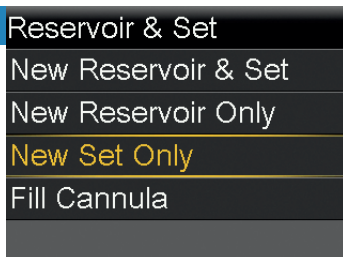 Reservoir & Set
New Reservoir & Set
New Reservoir Only
New Set Only
Fill Cannula